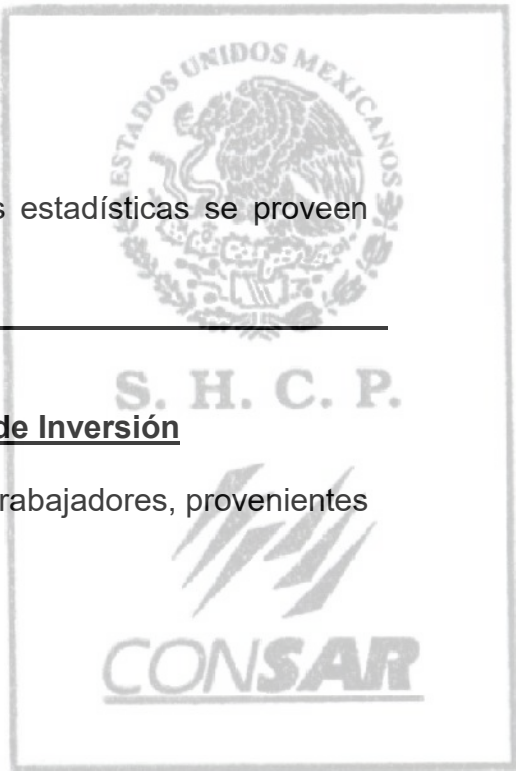 ESTADOS UNIDOS MEXICANOS
s estadísticas se proveen
S. H. C. P.
de Inversión
rabajadores, provenientes
CONSAR